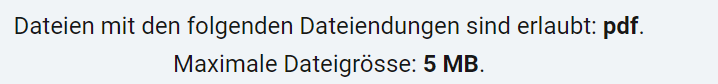 Dateien mit den folgenden Dateiendungen sind erlaubt: pdf.
Maximale Dateigrösse: 5 MB.